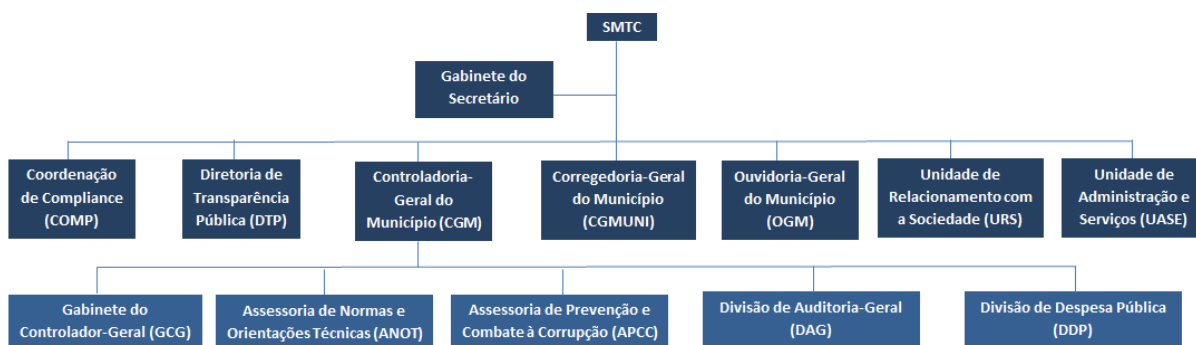 SMTC
Gabinete do
Secretário
Coordenação
de Compliance
(COMP)
Diretoria de
Transparência
Pública (DTP)
Controladoria-
Geral do
Município (CGM)
Corregedoria-Geral
do Município
(CGMUNI)
Ouvidoria-Geral
do Município
(OGM)
Unidade de
Relacionamento com
a Sociedade (URS)
Unidade de
Administração e
Serviços (UASE)
Gabinete do
Controlador-Geral (GCG)
Assessoria de Normas e
Orientações Técnicas (ANOT)
Assessoria de Prevenção e
Combate à Corrupção (APCC)
Divisão de Auditoria-Geral
(DAG)
Divisão de Despesa Pública
(DDP)